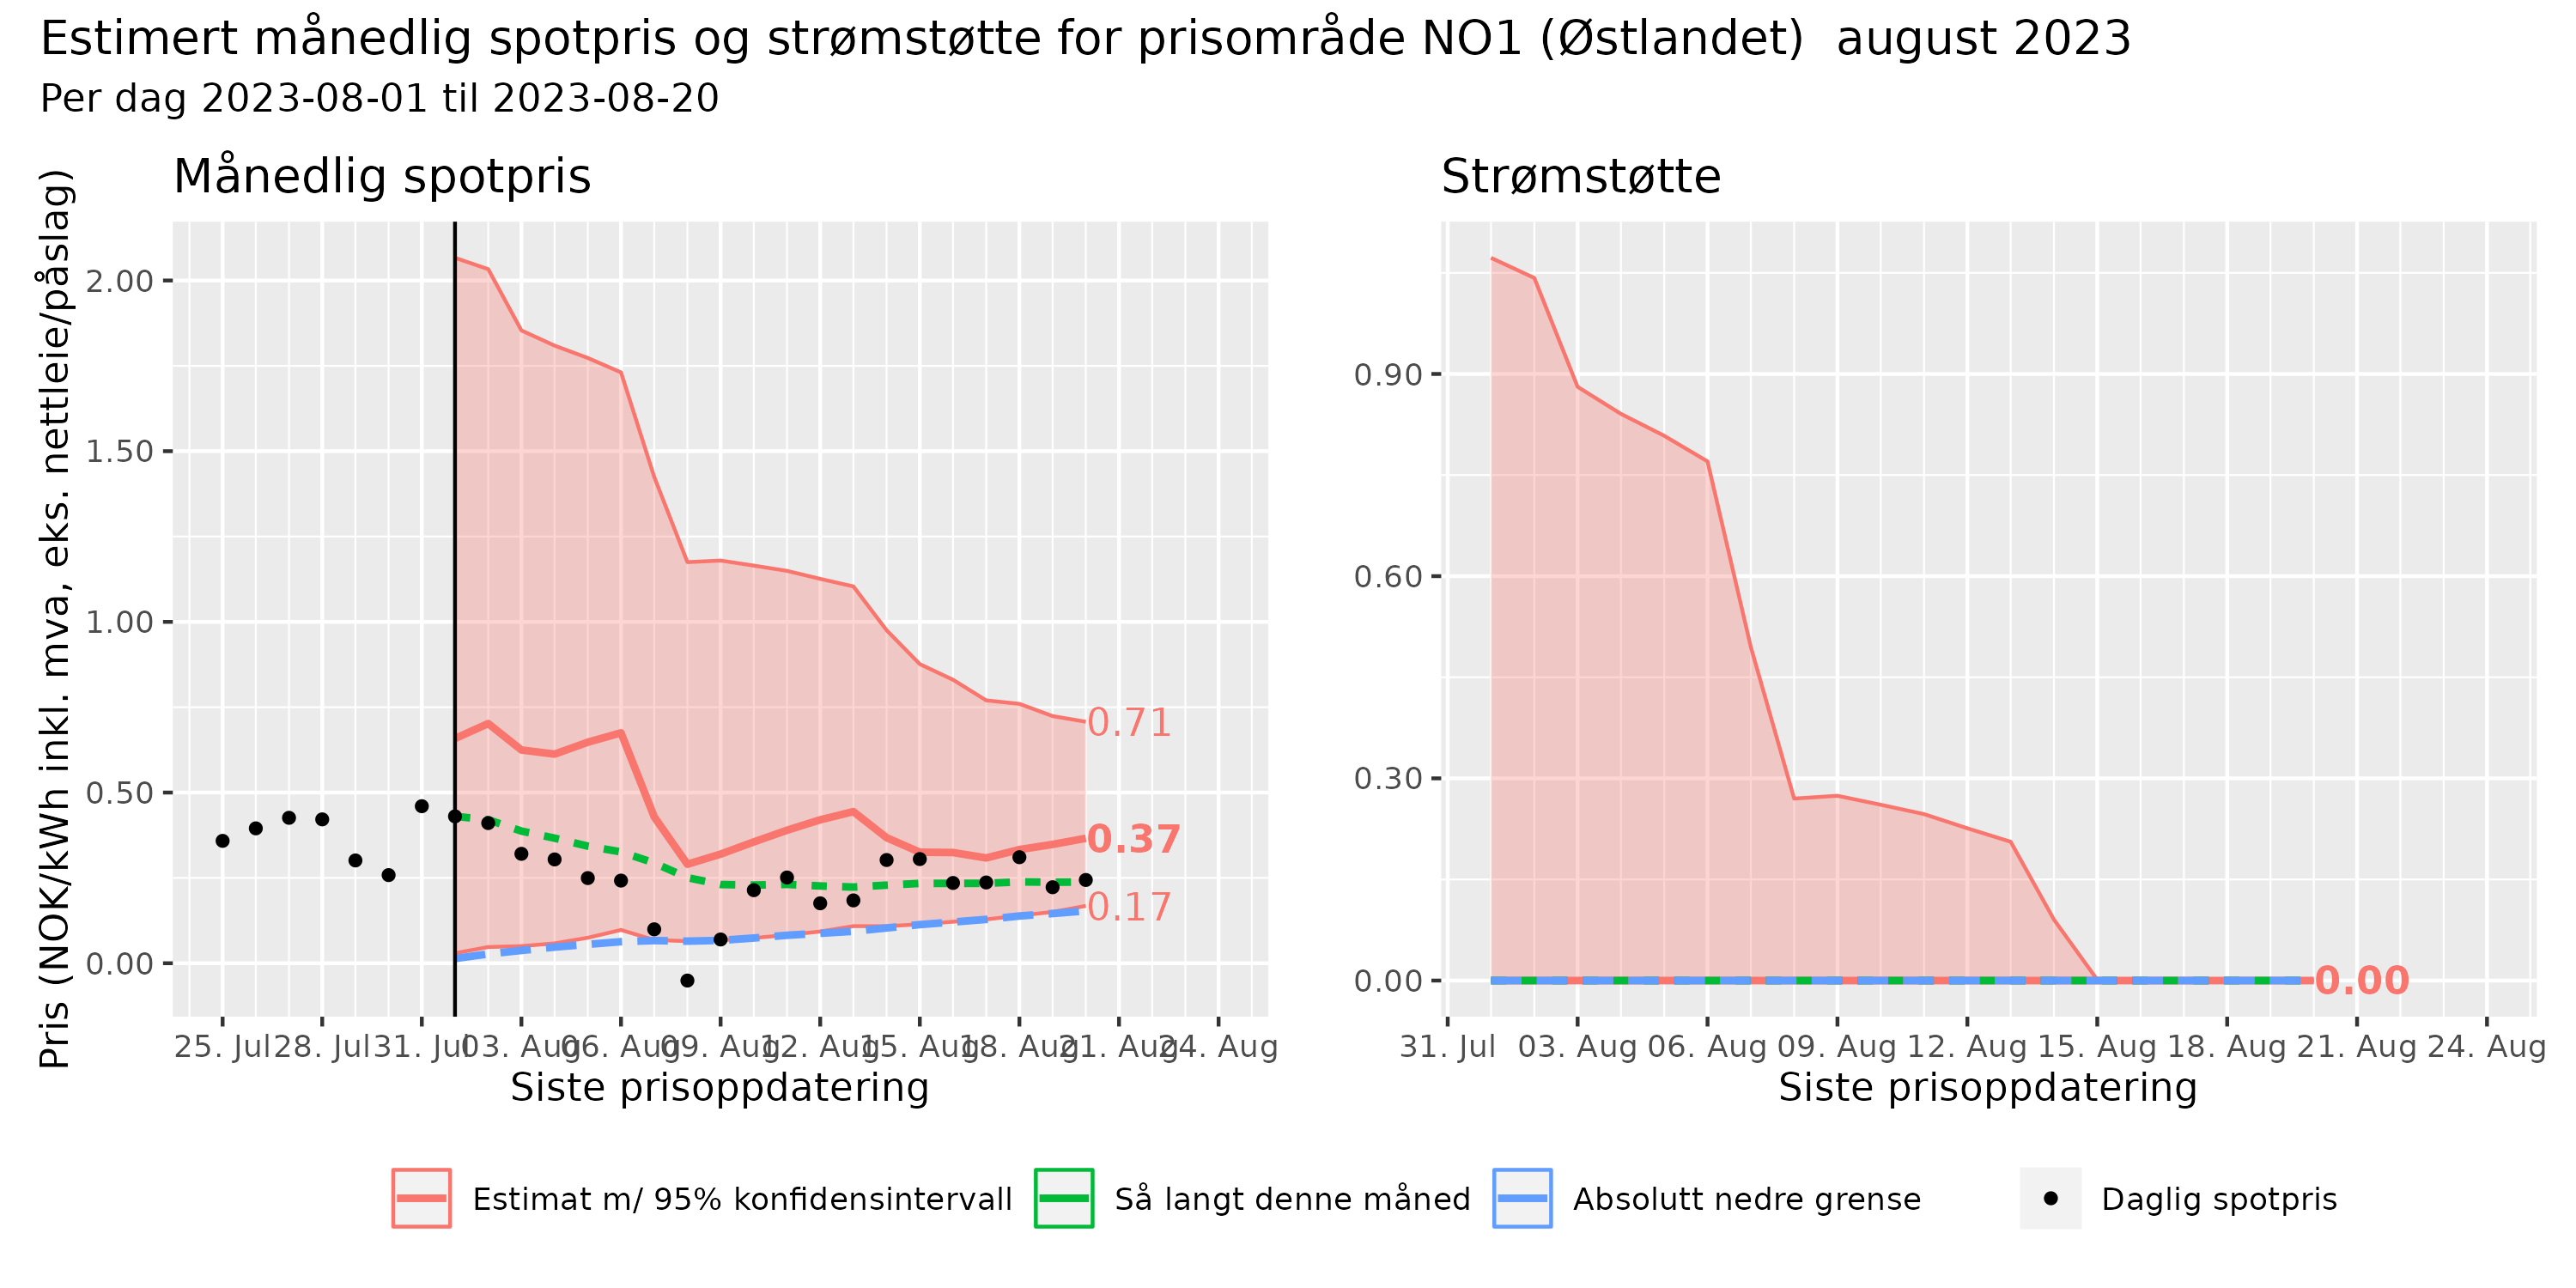 Estimert månedlig spotpris og strømstøtte for prisområde NO1 (Østlandet)  august 2023
Per dag 2023-08-01 til 2023-08-20
Månedlig spotpris
Pris (NOK/kWh inkl. mva, eks. nettleie/påslag)
2.00
1.50
1.00
0.50
0.00
0.71
0.37
0.17
25. Jul 28. Jul 31. Jul 03. Aug 06. Aug 09. Aug 12. Aug 15. Aug 18. Aug 21. Aug 24. Aug
Siste prisoppdatering
Strømstøtte
0.90
0.60
0.30
0.00
0.00
31. Jul 03. Aug 06. Aug 09. Aug 12. Aug 15. Aug 18. Aug 21. Aug 24. Aug
Siste prisoppdatering
Estimat m/ 95% konfidensintervall Så langt denne måned Absolutt nedre grense Daglig spotpris